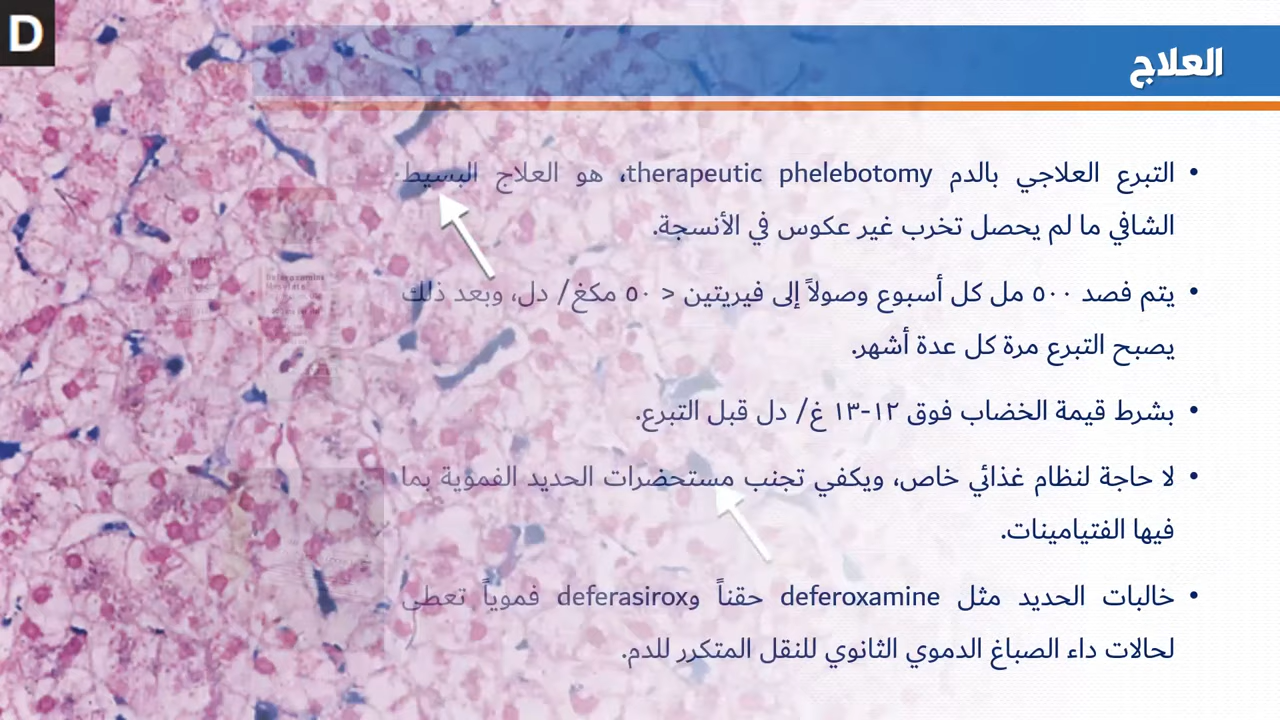 D
العلاج
• التبرع العلاجي بالدم therapeutic phelebotomy، هو العلاج البسيط
الشافي ما لم يحصل تخرب غير عكوس في الأنسجة.
• يتم فصد ٥٠٠ مل كل أسبوع وصولاً إلى فيريتين < ٥٠ مكغ/ دل، وبعد ذلك
يصبح التبرع مرة كل عدة أشهر.
• بشرط قيمة الخضاب فوق ١٢-١٣ غ/ دل قبل التبرع.
• لا حاجة لنظام غذائي خاص، ويكفي تجنب مستحضرات الحديد الفموية بما
فيها الفتيامينات.
• خالبات الحديد مثل deferoxamine حقناً وdeferasirox فموياً تعطى
لحالات داء الصباغ الدموي الثانوي للنقل المتكرر للدم.